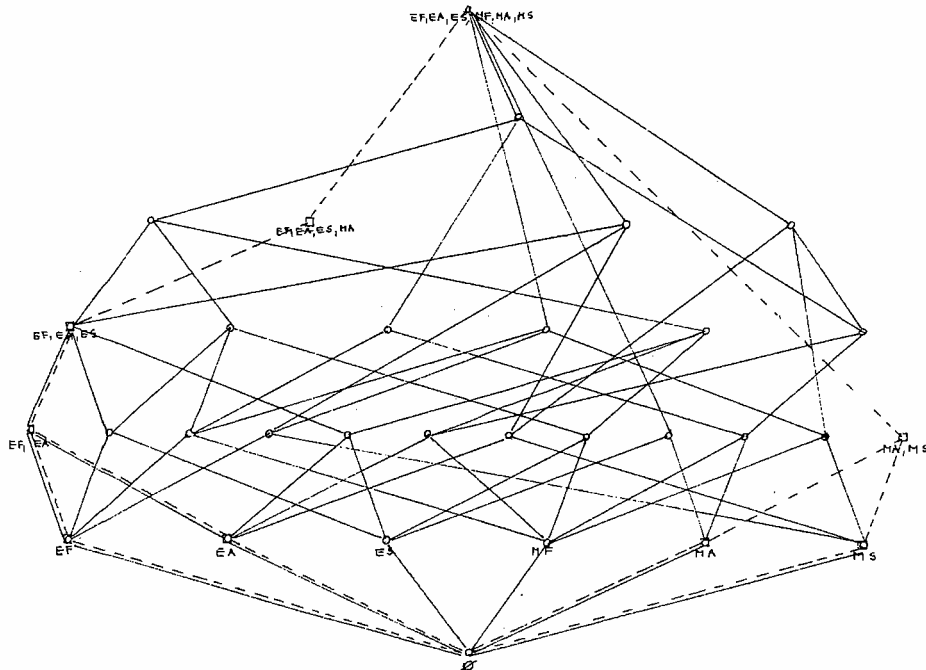 EF,EA,ES,MF,MA,MS
EF,EA,ES,MA
EF,EA,ES
EF, EA
MA,MS
EF
EA
ES
MF
MA
MS
Ø